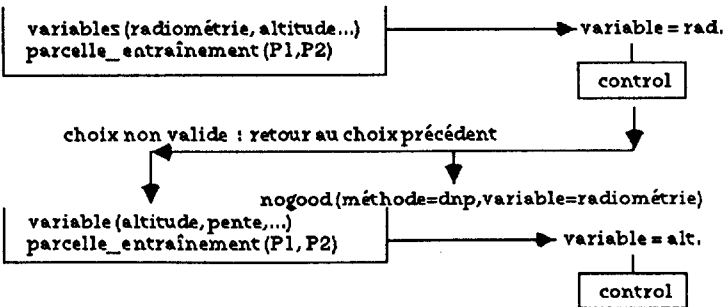 variables (radiométrie, altitude...)
parcelle_entraînement (P1,P2)
variable = rad.
control
choix non valide : retour au choix précédent
nogood (méthode=dnp,variable=radiométrie)
variable (altitude, pente,...)
parcelle_entraînement (P1, P2)
variable = alt.
control